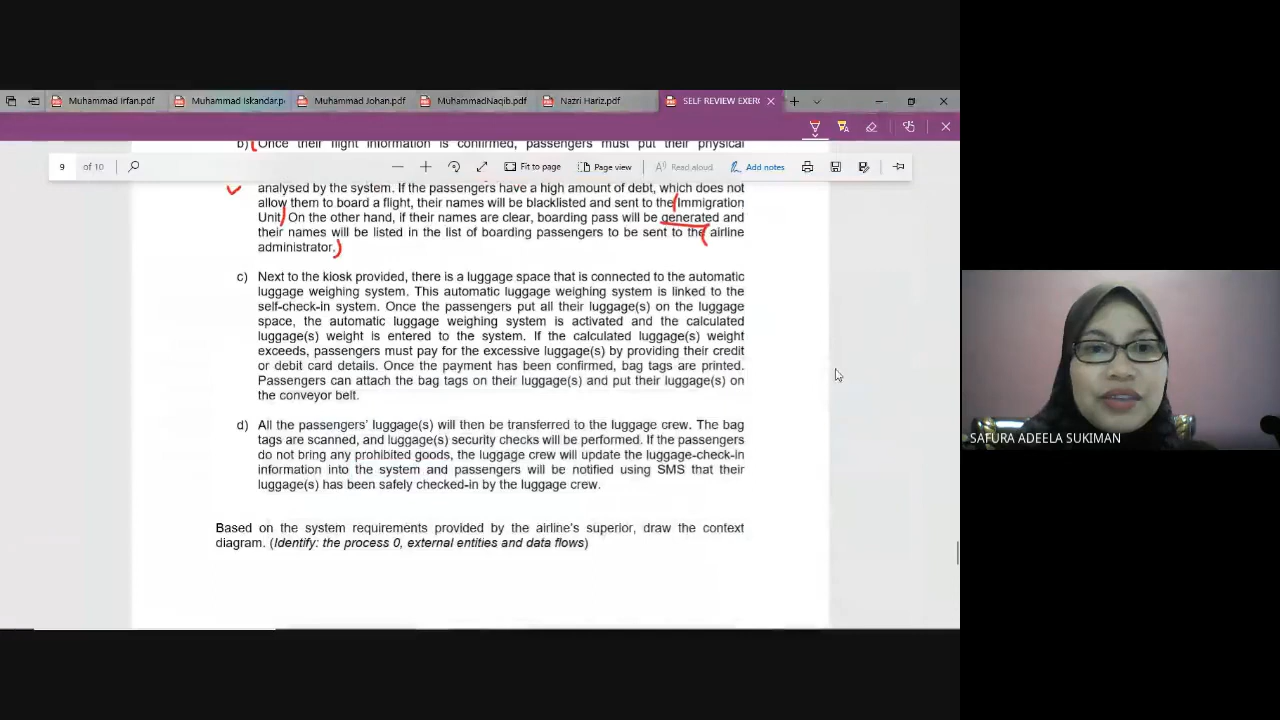 Muhammad Irfan.pdf
Muhammad Iskandar.p
Muhammad Johan.pdf
MuhammadNaqib.pdf
Nazri Hariz.pdf
SELF REVIEW EXER
b) Once their flight information is confirmed, passengers must put their physical
9 of 10
Fit to page
Page view
Read aloud
Add notes
analysed by the system. If the passengers have a high amount of debt, which does not
allow them to board a flight, their names will be blacklisted and sent to the Immigration
Unit. On the other hand, if their names are clear, boarding pass will be generated and
their names will be listed in the list of boarding passengers to be sent to the airline
administrator.
c) Next to the kiosk provided, there is a luggage space that is connected to the automatic
luggage weighing system. This automatic luggage weighing system is linked to the
self-check-in system. Once the passengers put all their luggage(s) on the luggage
space, the automatic luggage weighing system is activated and the calculated
luggage(s) weight is entered to the system. If the calculated luggage(s) weight
exceeds, passengers must pay for the excessive luggage(s) by providing their credit
or debit card details. Once the payment has been confirmed, bag tags are printed.
Passengers can attach the bag tags on their luggage(s) and put their luggage(s) on
the conveyor belt.
d) All the passengers' luggage(s) will then be transferred to the luggage crew. The bag
tags are scanned, and luggage(s) security checks will be performed. If the passengers
do not bring any prohibited goods, the luggage crew will update the luggage-check-in
information into the system and passengers will be notified using SMS that their
luggage(s) has been safely checked-in by the luggage crew.
Based on the system requirements provided by the airline's superior, draw the context
diagram. (Identify: the process 0, external entities and data flows)
SAFURA ADEELA SUKIMAN